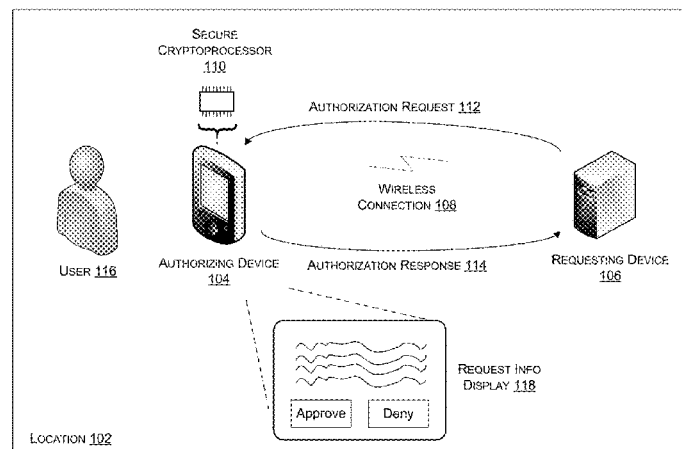 SECURE
CRYPTOPROCESSOR
110
AUTHORIZATION REQUEST 112
WIRELESS
CONNECTION 108
USER 116
AUTHORIZING DEVICE
104
AUTHORIZATION RESPONSE 114
REQUESTING DEVICE
106
REQUEST INFO
DISPLAY 118
Approve
Deny
LOCATION 102